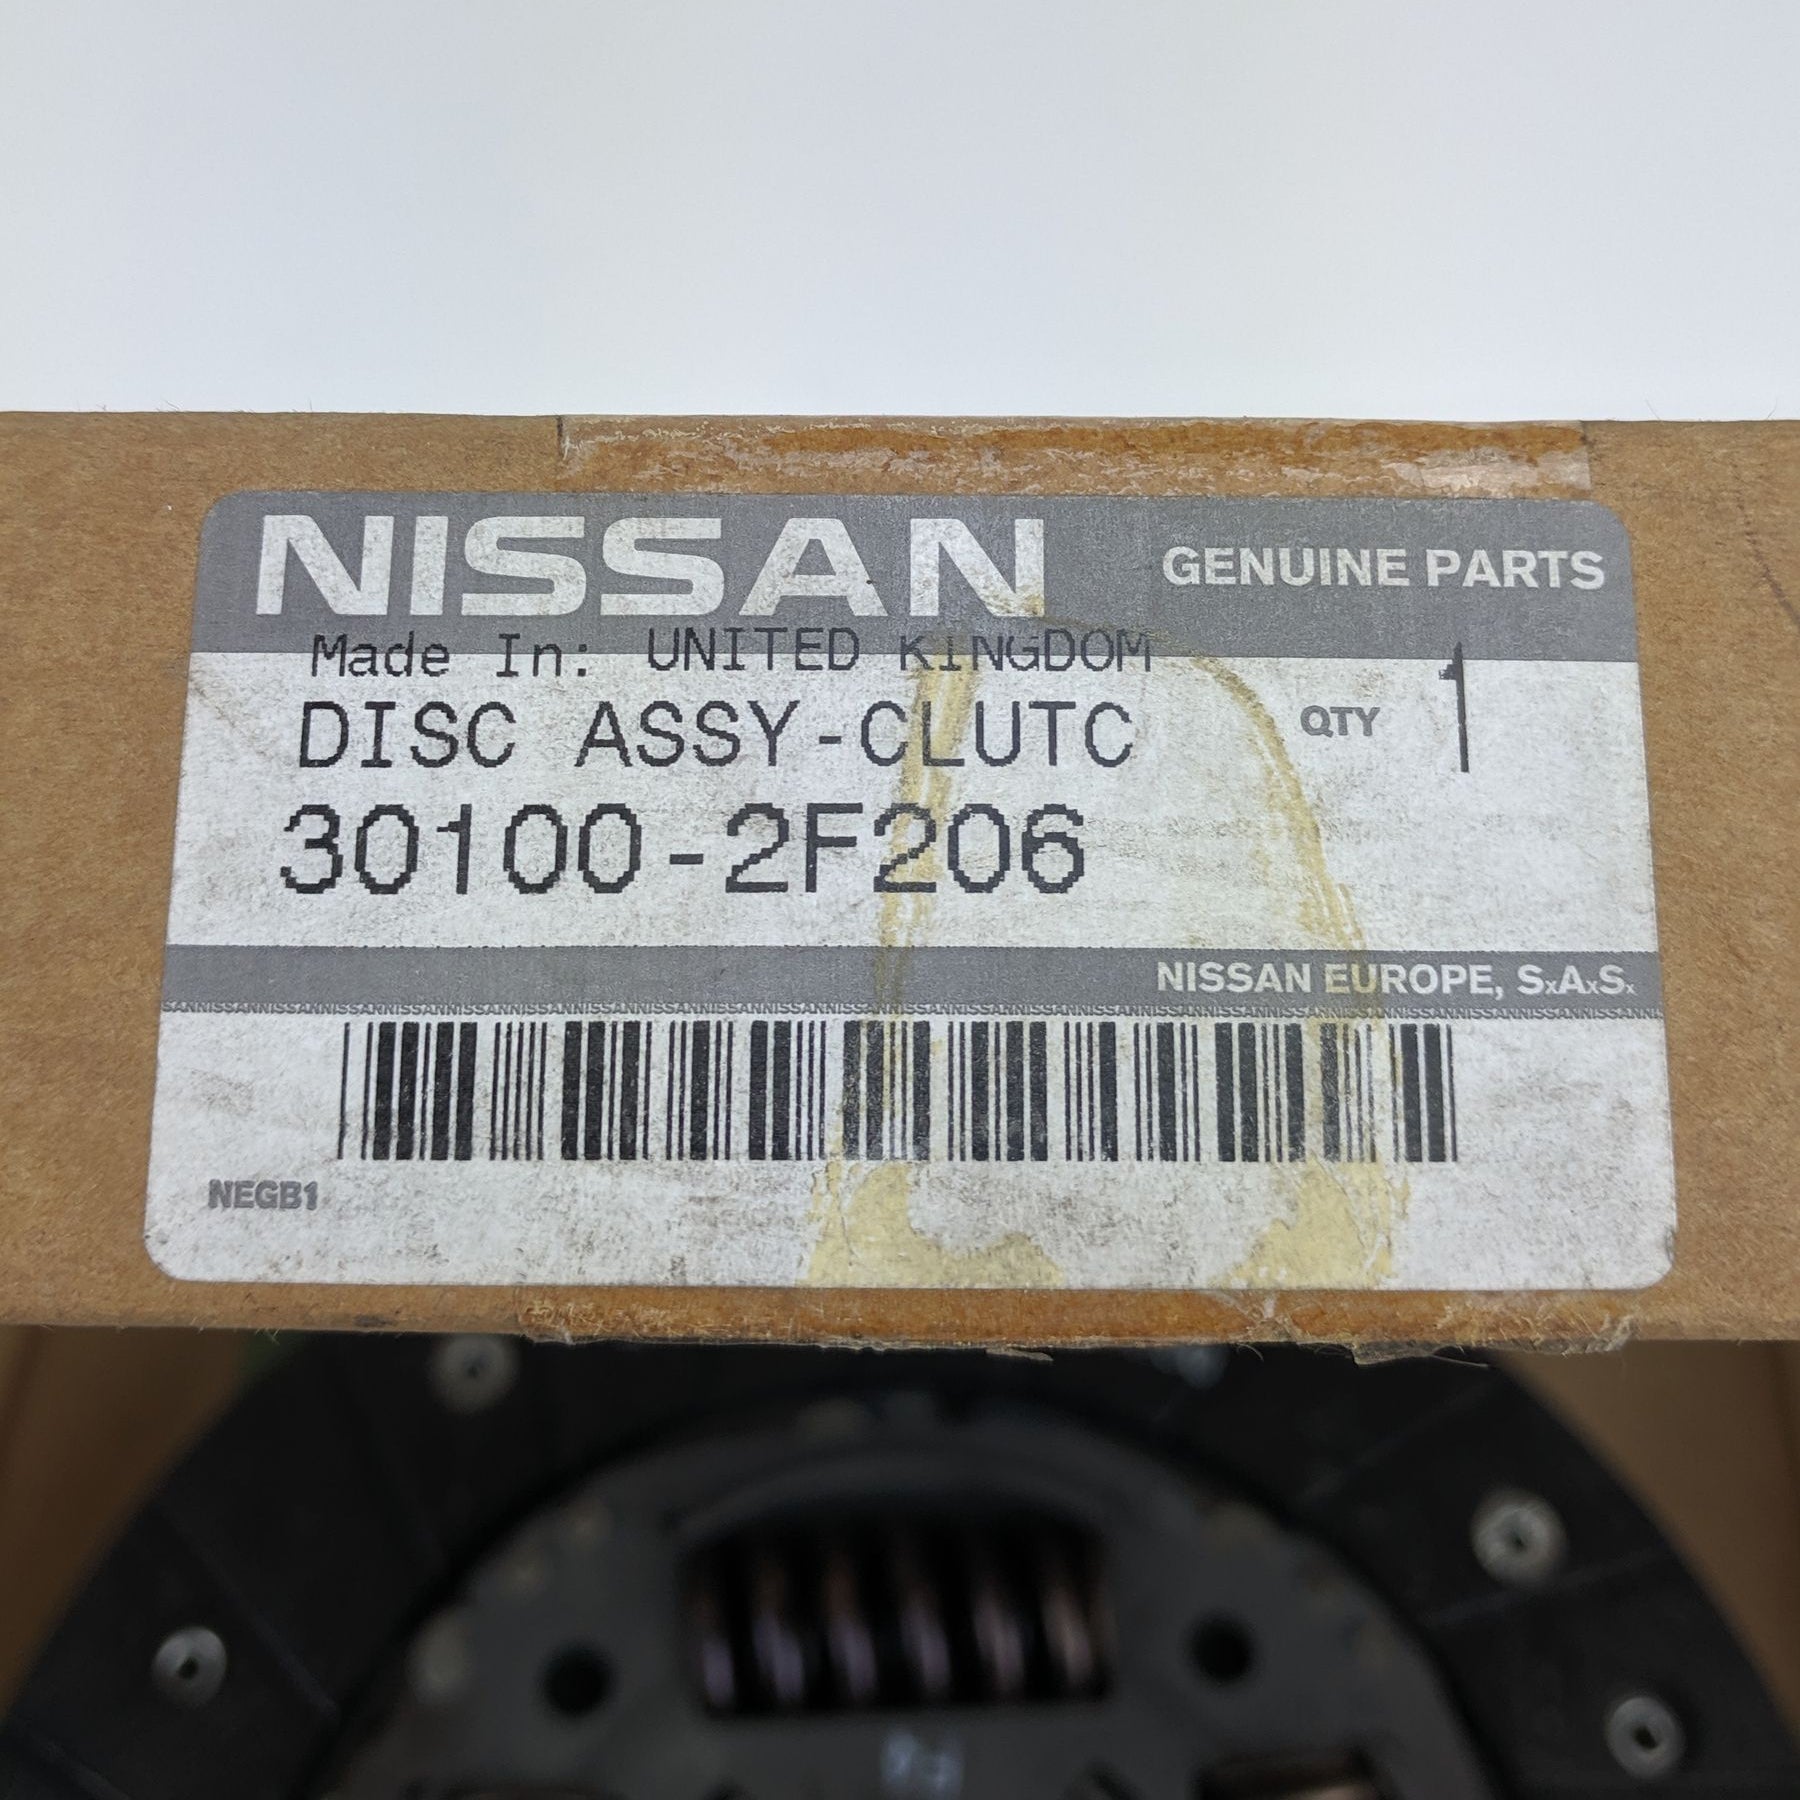 NISSAN GENUINE PARTS
Made In: UNITED KINGDOM
DISC ASSY-CLUTC QTY 1
30100-2F206
NISSAN EUROPE, SxAxSx
NEGB1